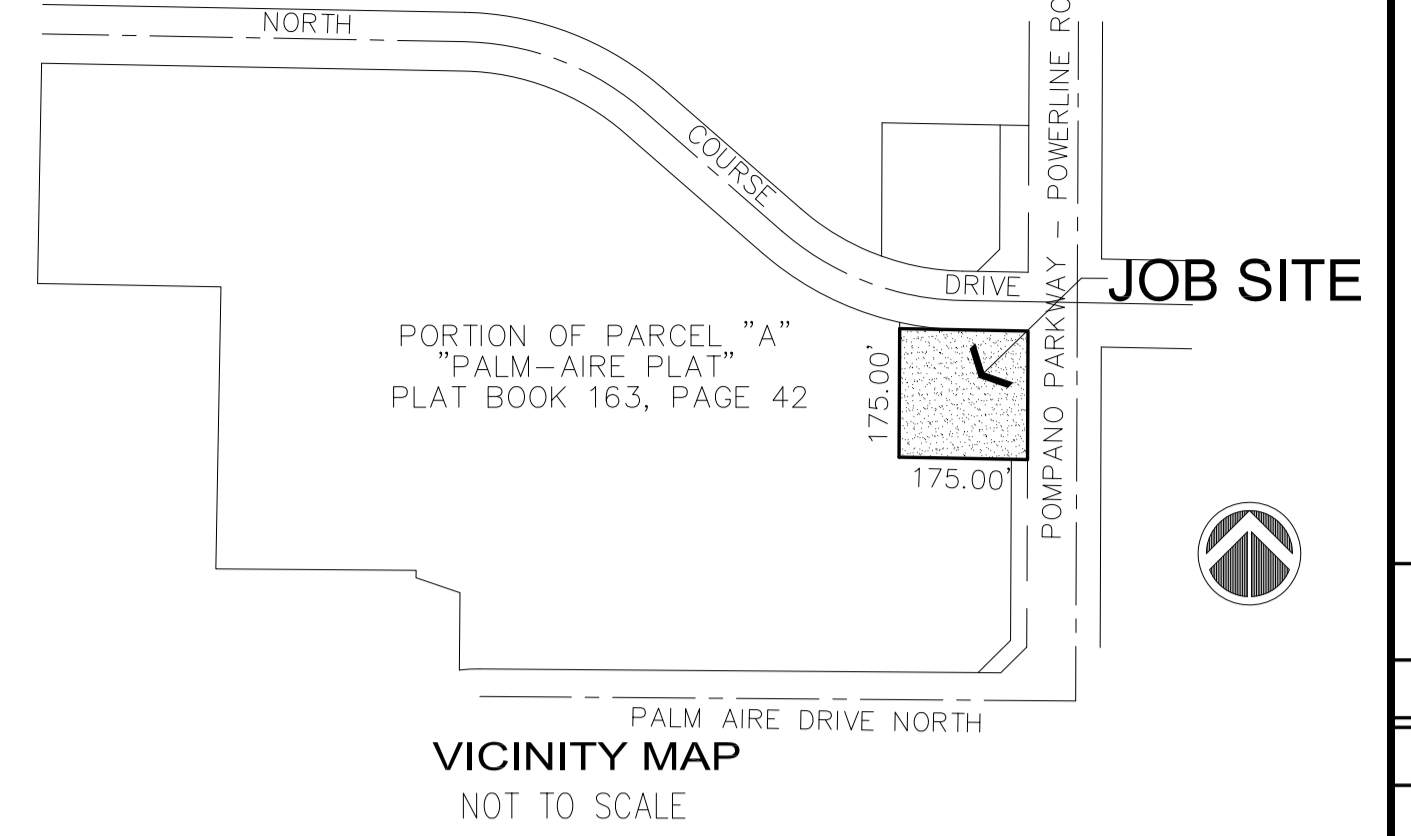 NORTH
COURSE
DRIVE
POMPANO PARKWAY - POWERLINE
JOB SITE
PORTION OF PARCEL "A"
"PALM-AIRE PLAT"
PLAT BOOK 163, PAGE 42
175.00'
175.00'
PALM AIRE DRIVE NORTH
VICINITY MAP
NOT TO SCALE